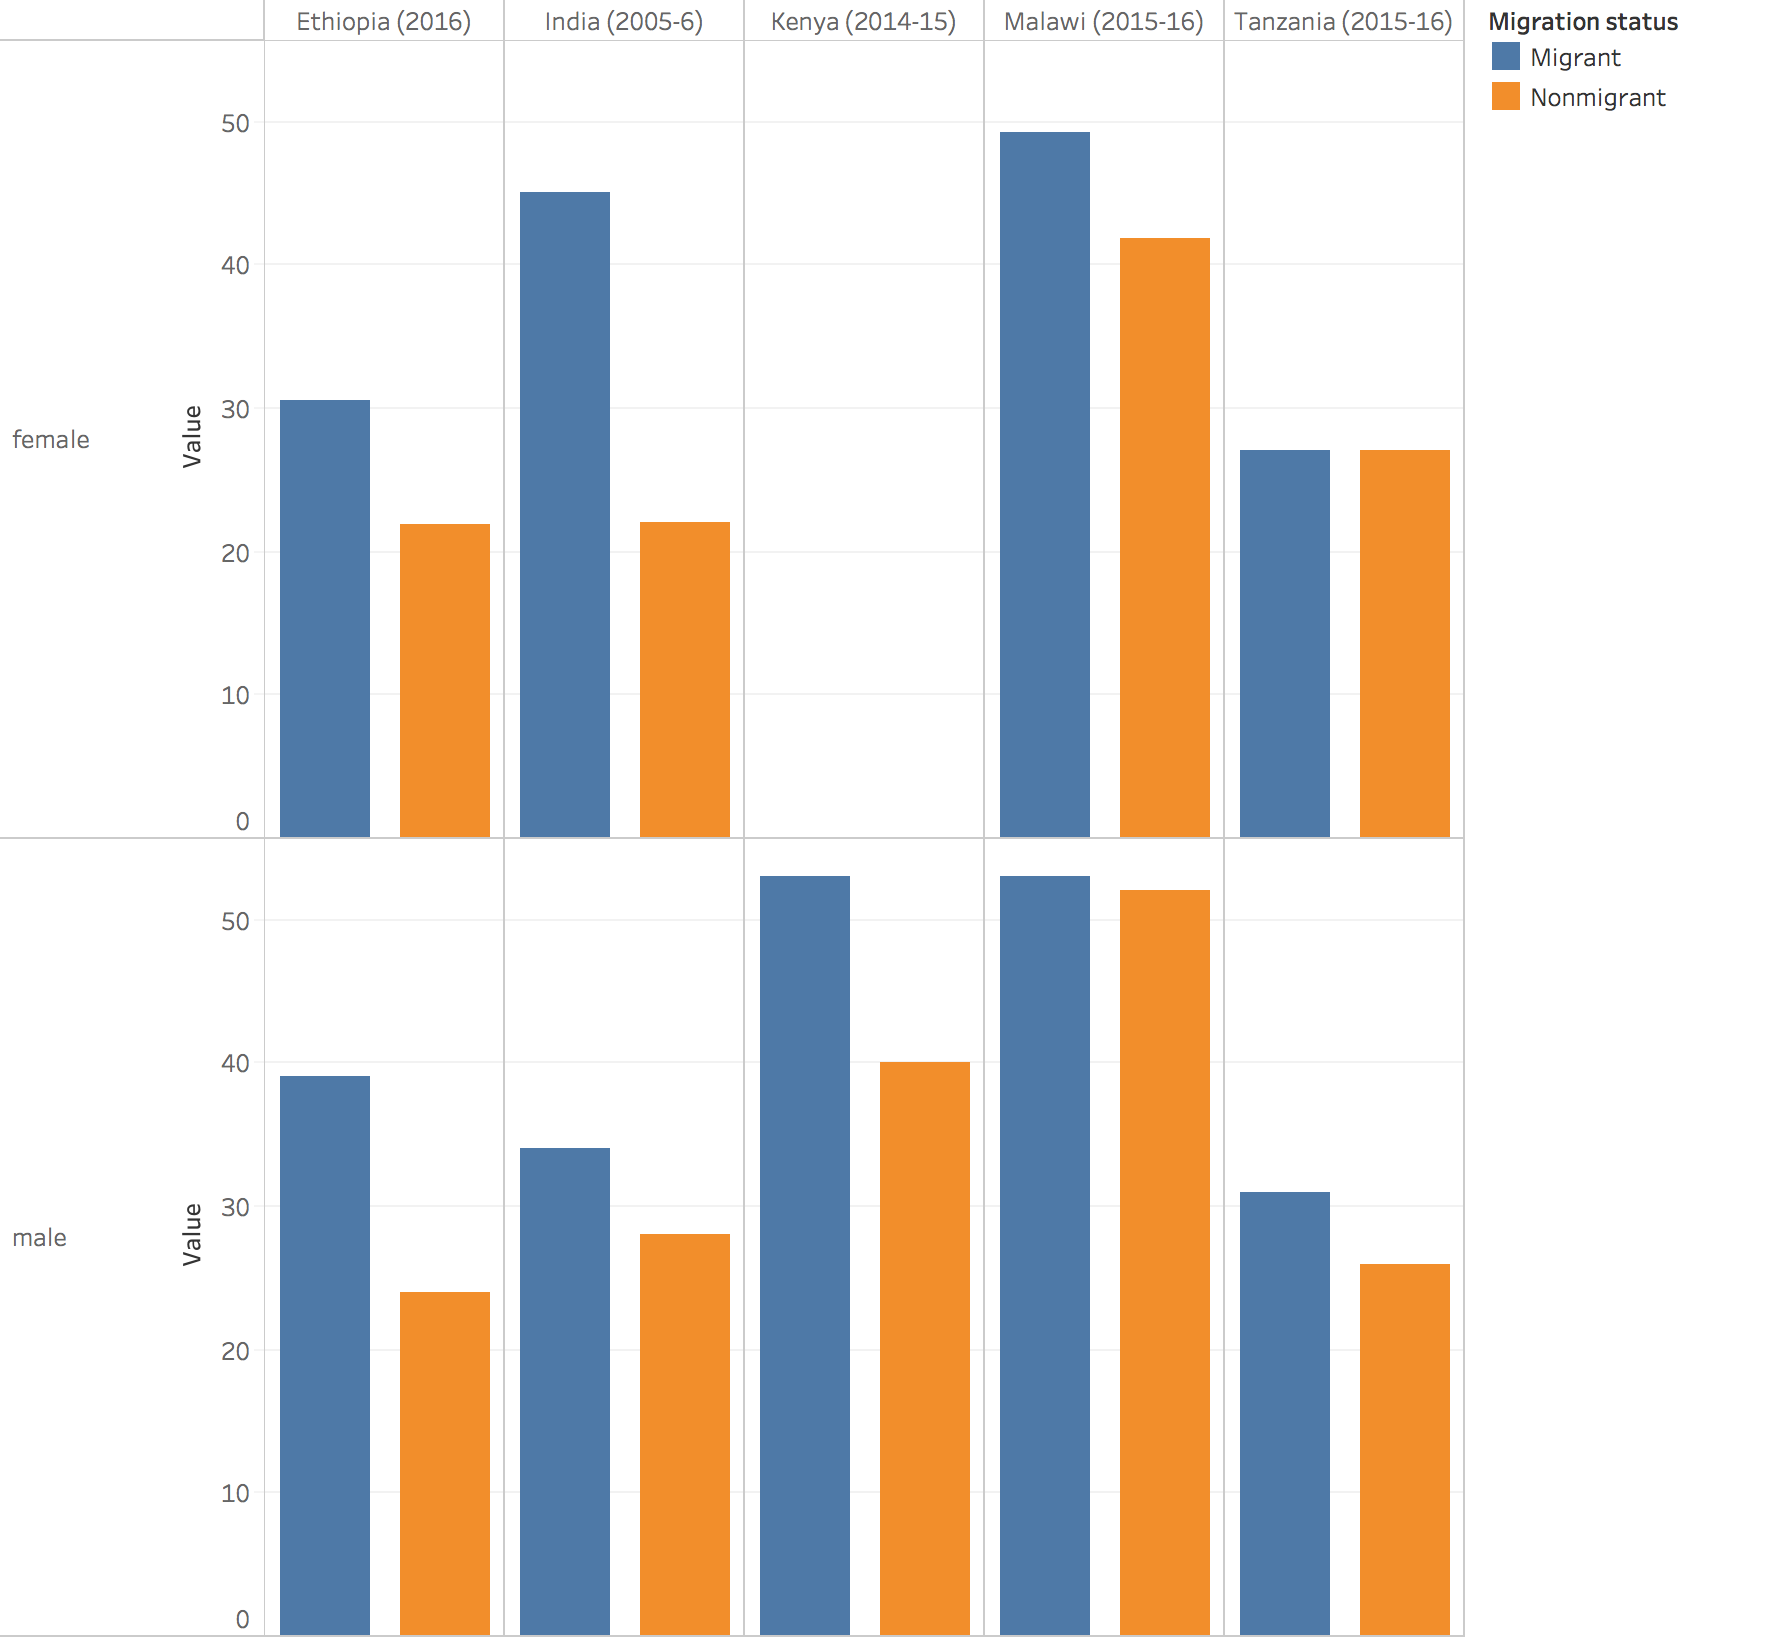 Ethiopia (2016) India (2005-6) Kenya (2014-15) Malawi (2015-16) Tanzania (2015-16)
Migration status
Migrant
Nonmigrant
female
Value
50
40
30
20
10
0
male
Value
50
40
30
20
10
0